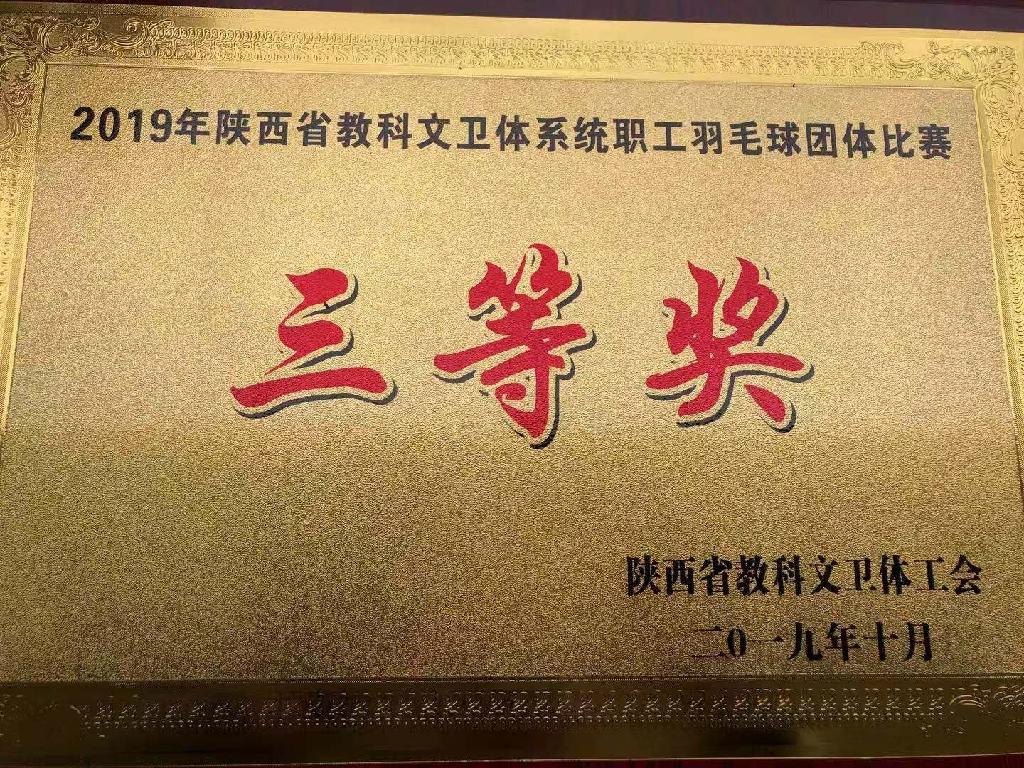 2019年陕西省教科文卫体系统职工羽毛球团体比赛
三等奖
陕西省教科文卫体工会
二0一九年十月